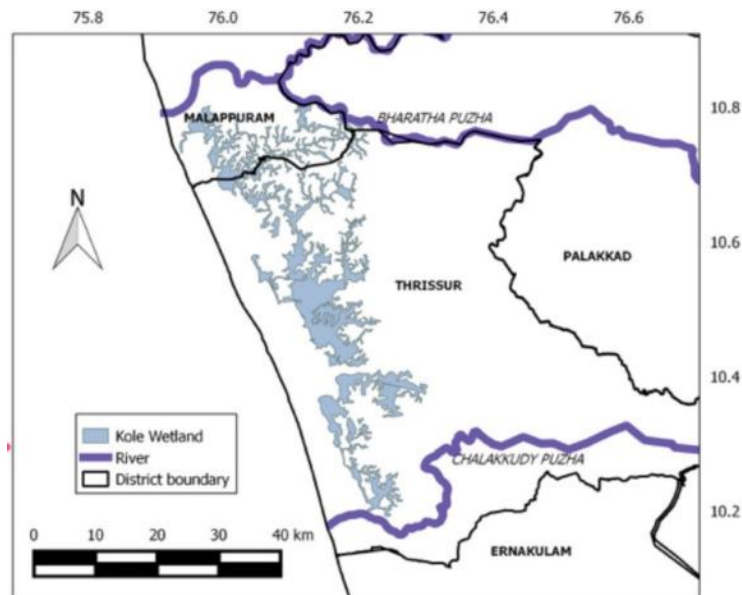 75.8 76.0 76.2 76.4 76.6
10.8
BHARATHA PUZHA
MALAPPURAM
N
10.6
PALAKKAD
THRISSUR
10.4
Kole Wetland
River
District boundary
CHALAKKUDY PUZHA
10.2
ERNAKULAM
0 10 20 30 40 km